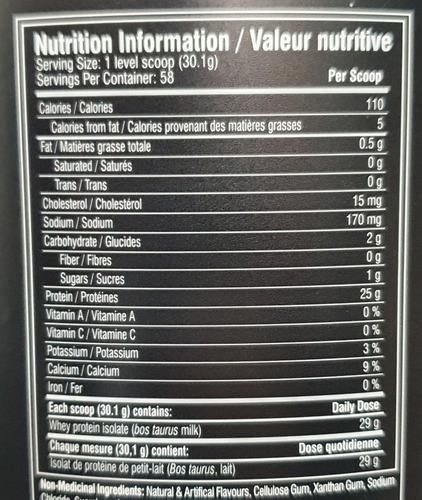 Nutrition Information / Valeur nutritive
Serving Size: 1 level scoop (30.1g)
Servings Per Container: 58
Per Scoop
Calories / Calories 110
Calories from fat / Calories provenant des matières grasses 5
Fat / Matières grasse totale 0.5 g
Saturated / Saturés 0 g
Trans / Trans 0 g
Cholesterol / Cholestérol 15 mg
Sodium / Sodium 170 mg
Carbohydrate / Glucides 2 g
Fiber / Fibres 0 g
Sugars / Sucres 1 g
Protein / Protéines 25 g
Vitamin A / Vitamine A 0 %
Vitamin C / Vitamine C 0 %
Potassium / Potassium 3 %
Calcium / Calcium 9 %
Iron / Fer 0 %
Each scoop (30.1 g) contains: Daily Dose
Whey protein isolate (bos taurus milk) 29 g
Chaque mesure (30,1 g) contient: Dose quotidienne
Isolat de protéine de petit-lait (Bos taurus, lait) 29 g
Non-Medicinal Ingredients: Natural & Artifical Flavours, Cellulose Gum, Xanthan Gum, Sodium
Chloride,